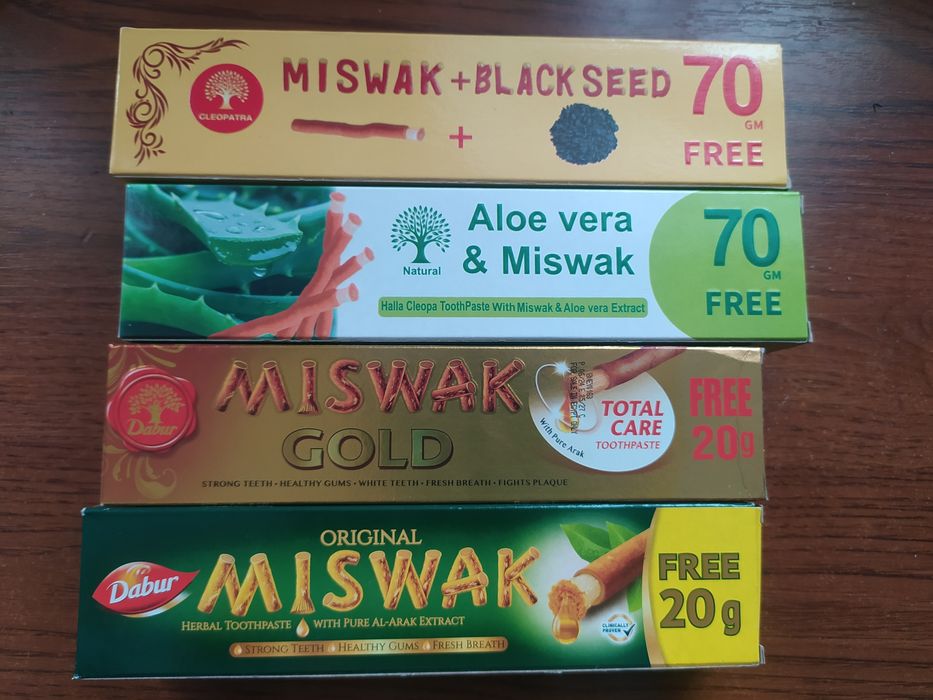 CLEOPATRA
MISWAK + BLACK SEED
+
70
GM
FREE
Natural
Aloe vera
& Miswak
Halla Cleopa ToothPaste With Miswak & Aloe vera Extract
70
GM
FREE
Dabur
MISWAK
GOLD
STRONG TEETH • HEALTHY GUMS • WHITE TEETH • FRESH BREATH • FIGHTS PLAQUE
TOTAL
CARE
TOOTHPASTE
With Pure Arak
FREE
20g
Dabur
ORIGINAL
MISWAK
HERBAL TOOTHPASTE WITH PURE AL-ARAK EXTRACT
STRONG TEETH HEALTHY GUMS FRESH BREATH
CLINICALLY
PROVEN
FREE
20 g